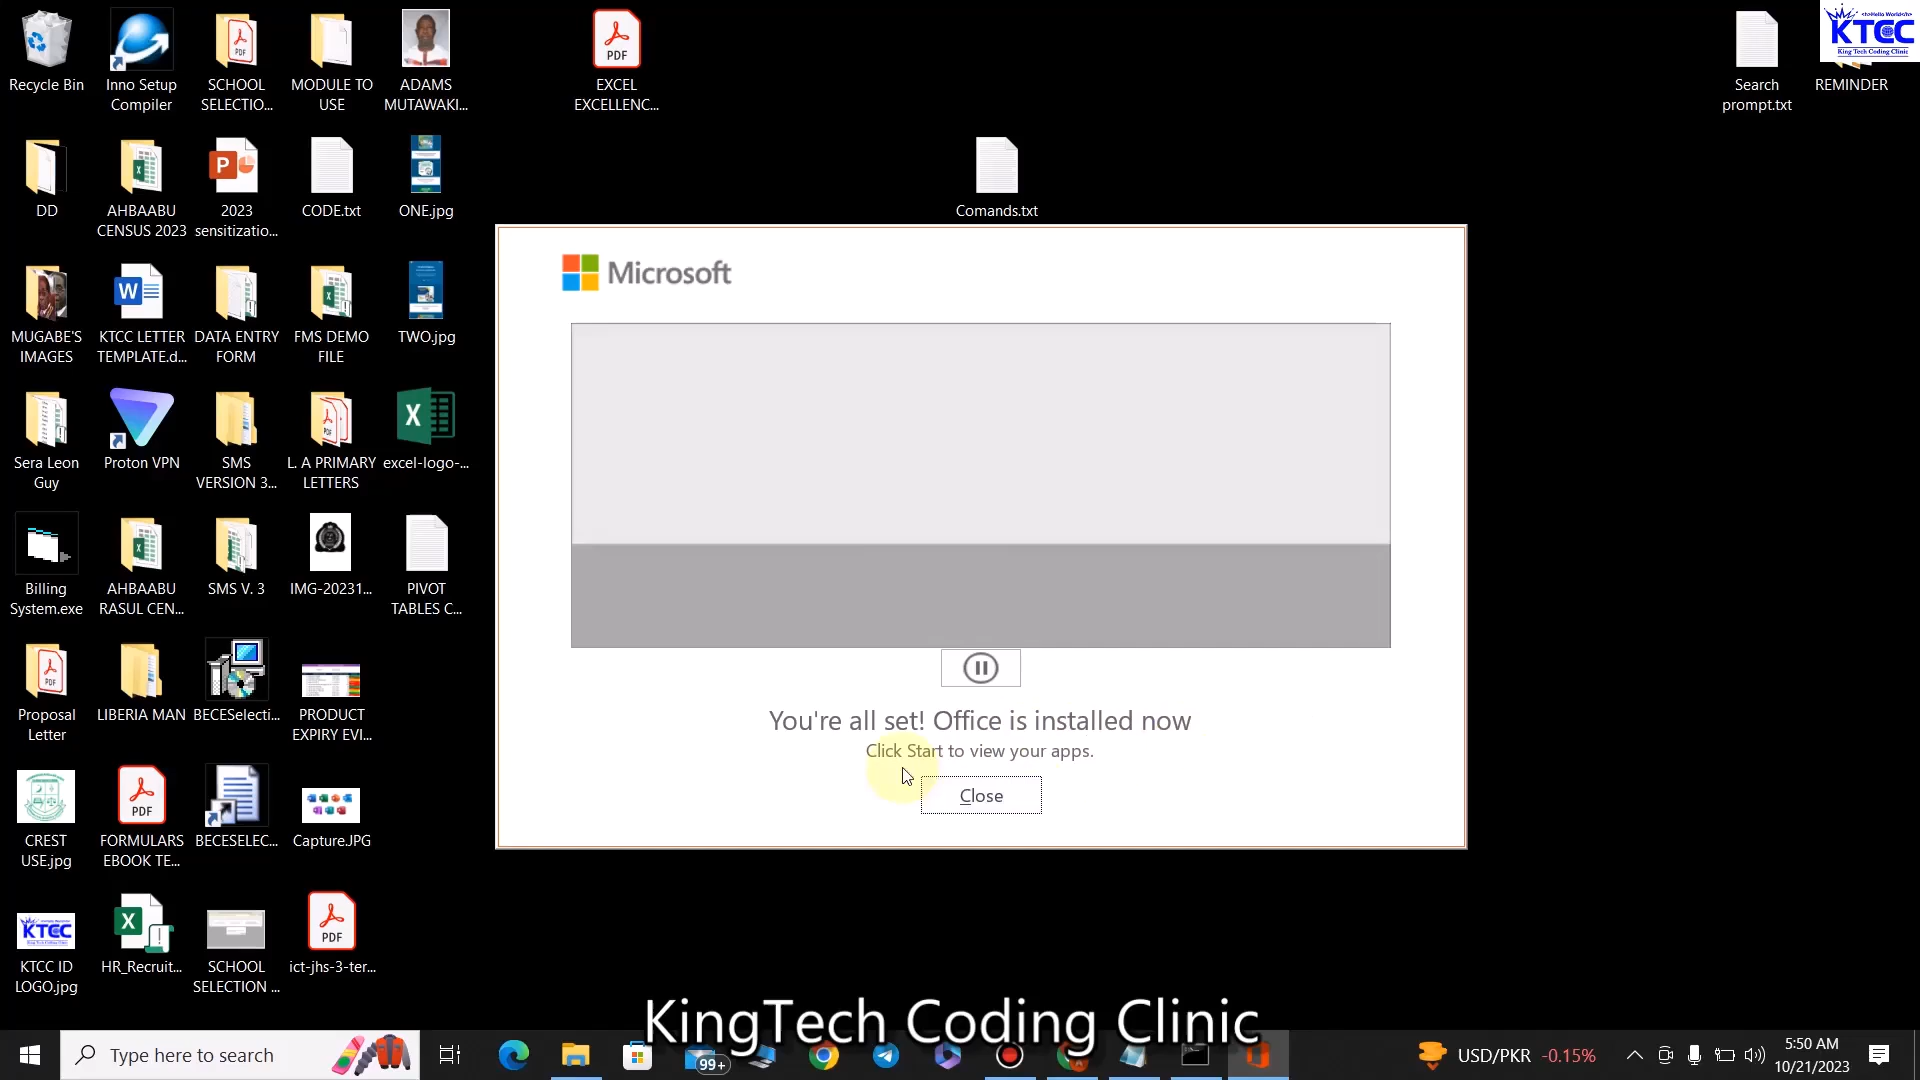 Recycle Bin
Inno Setup
Compiler
SCHOOL
SELECTIO...
MODULE TO
USE
ADAMS
MUTAWAKI...
EXCEL
EXCELLENC...
Search
prompt.txt
KTCC
King Tech Coding Clinic
REMINDER
DD
AHBAABU
CENSUS 2023
2023
sensitizatio...
CODE.txt
ONE.jpg
Comands.txt
MUGABE'S
IMAGES
KTCC LETTER
TEMPLATE.d...
DATA ENTRY
FORM
FMS DEMO
FILE
TWO.jpg
Sera Leon
Guy
Proton VPN
SMS
VERSION 3...
L. A PRIMARY
LETTERS
excel-logo-...
Billing
System.exe
AHBAABU
RASUL CEN...
SMS V. 3
IMG-20231...
PIVOT
TABLES C...
Proposal
Letter
LIBERIA MAN
BECESelecti...
PRODUCT
EXPIRY EVI...
CREST
USE.jpg
FORMULARS
EBOOK TE...
BECESELEC...
Capture.JPG
KTCC ID
LOGO.jpg
HR_Recruit...
SCHOOL
SELECTION ...
ict-jhs-3-ter...
Microsoft
You're all set! Office is installed now
Click Start to view your apps.
Close
KingTech Coding Clinic
Type here to search
99+
USD/PKR -0.15%
5:50 AM
10/21/2023